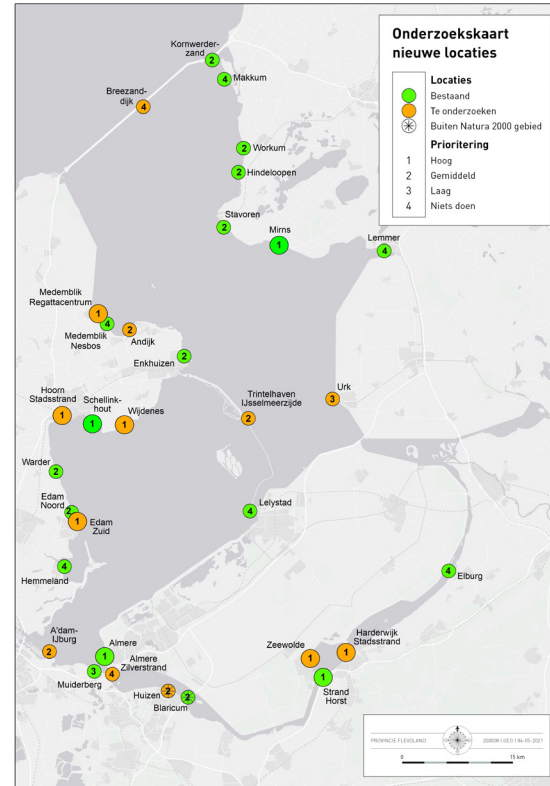 Onderzoekskaart
nieuwe locaties
Locaties
Bestaand
Te onderzoeken
Buiten Natura 2000 gebied
Prioritering
1 Hoog
2 Gemiddeld
3 Laag
4 Niets doen
Kornwerder-
zand
2
4
Makkum
Breezand-
dijk
4
2
Workum
2
Hindeloopen
Stavoren
2
Mirns
1
Lemmer
4
Medemblik
Regattacentrum
1
4
Medemblik
Nesbos
2
Andijk
2
Enkhuizen
Hoorn
Stadsstrand
1
Schellink-
hout
1
Wijdenes
1
Trintelhaven
IJsselmeerzijde
2
Urk
3
Warder
2
Edam
Noord
2
1
Edam
Zuid
4
Lelystad
4
Hemmeland
4
Elburg
A'dam-
IJburg
2
Almere
1
3
Muiderberg
Almere
Zilverstrand
4
Huizen
2
2
Blaricum
Zeewolde
1
Harderwijk
Stadsstrand
1
1
Strand
Horst
PROVINCIE FLEVOLAND
200098 | GEO | 04-05-2021
0 15 km